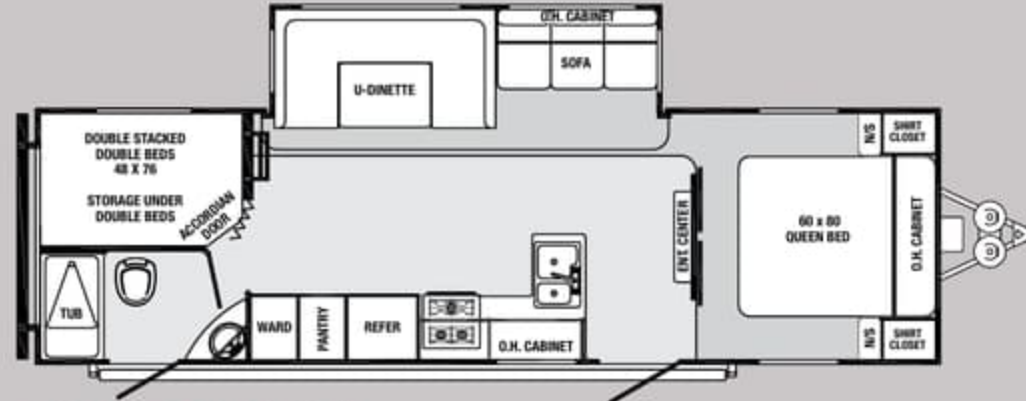 O.H. CABINET
SOFA
U-DINETTE
DOUBLE STACKED
DOUBLE BEDS
48 X 76
STORAGE UNDER
DOUBLE BEDS
ACCORDIAN
DOOR
N/S
SHIRT
CLOSET
ENT. CENTER
60 x 80
QUEEN BED
O.H. CABINET
TUB
WARD
PANTRY
REFER
O.H. CABINET
N/S
SHIRT
CLOSET